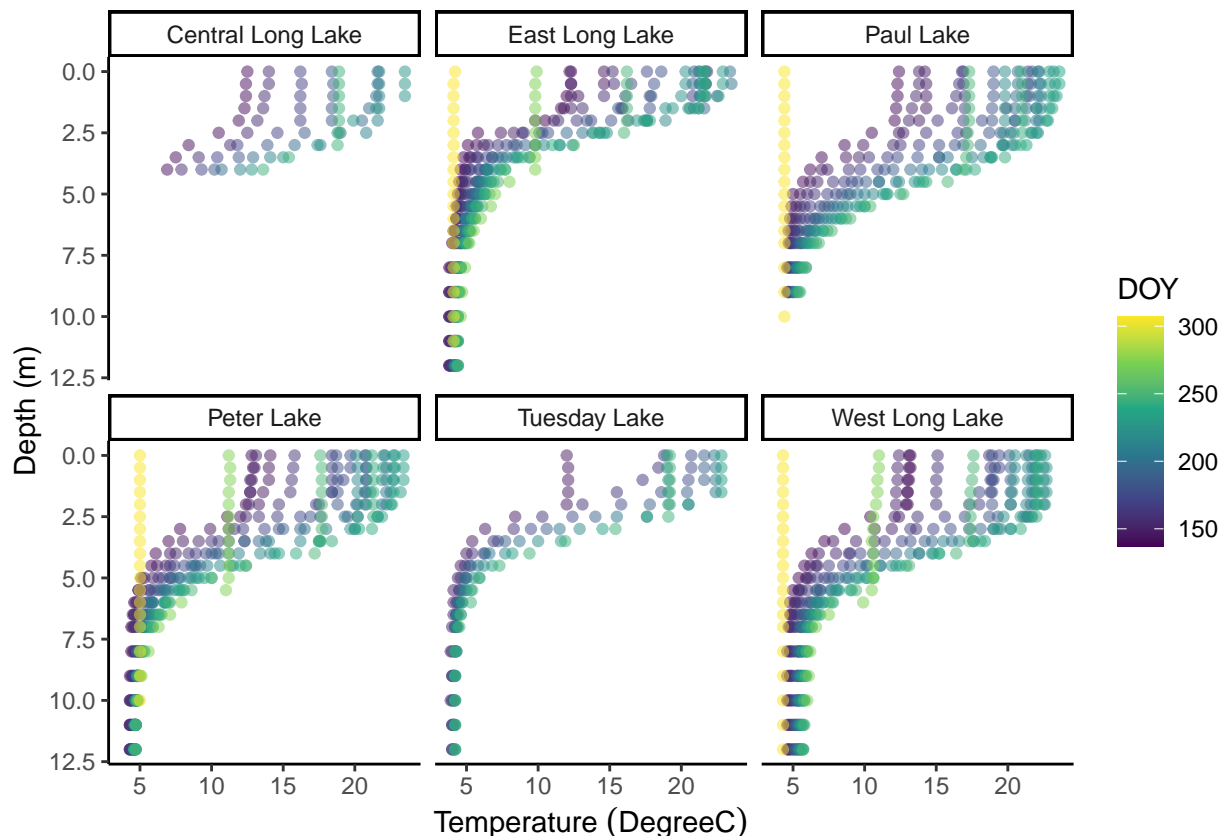 Central Long Lake
East Long Lake
Paul Lake
0.0
2.5
5.0
7.5
10.0
12.5
Peter Lake
Tuesday Lake
West Long Lake
0.0
2.5
5.0
7.5
10.0
12.5
5 10 15 20
5 10 15 20
5 10 15 20
Temperature (DegreeC)
Depth (m)
DOY
300
250
200
150